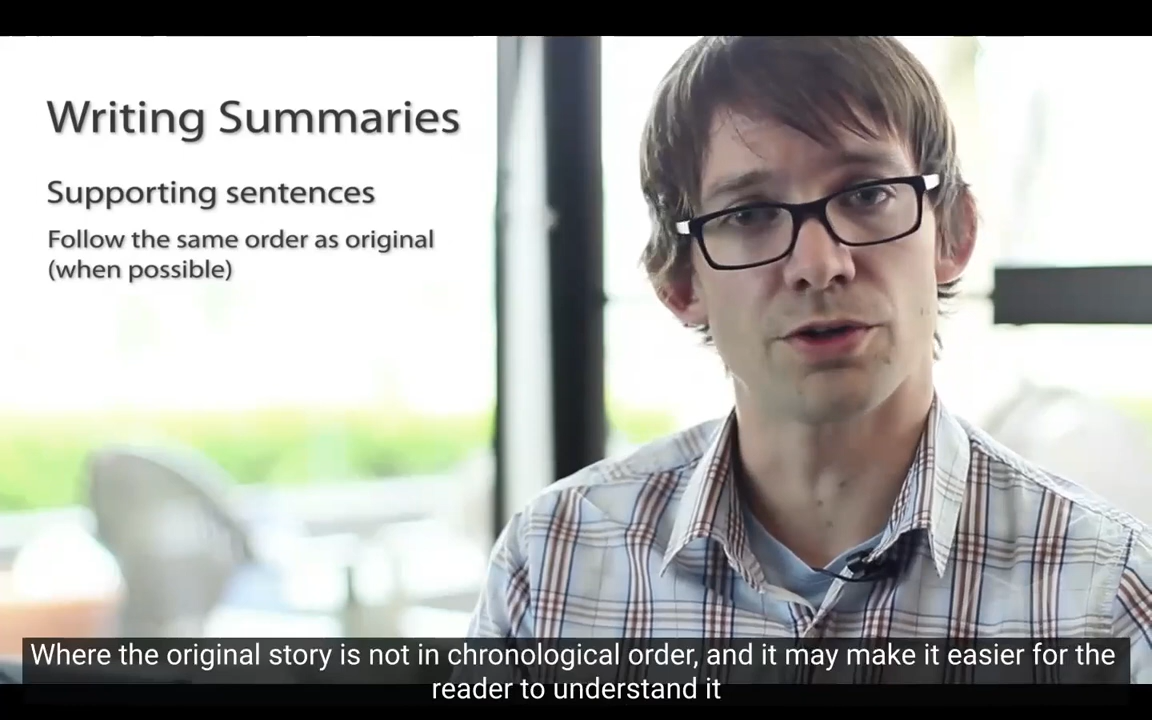 Writing Summaries
Supporting sentences
Follow the same order as original
(when possible)
Where the original story is not in chronological order, and it may make it easier for the
reader to understand it